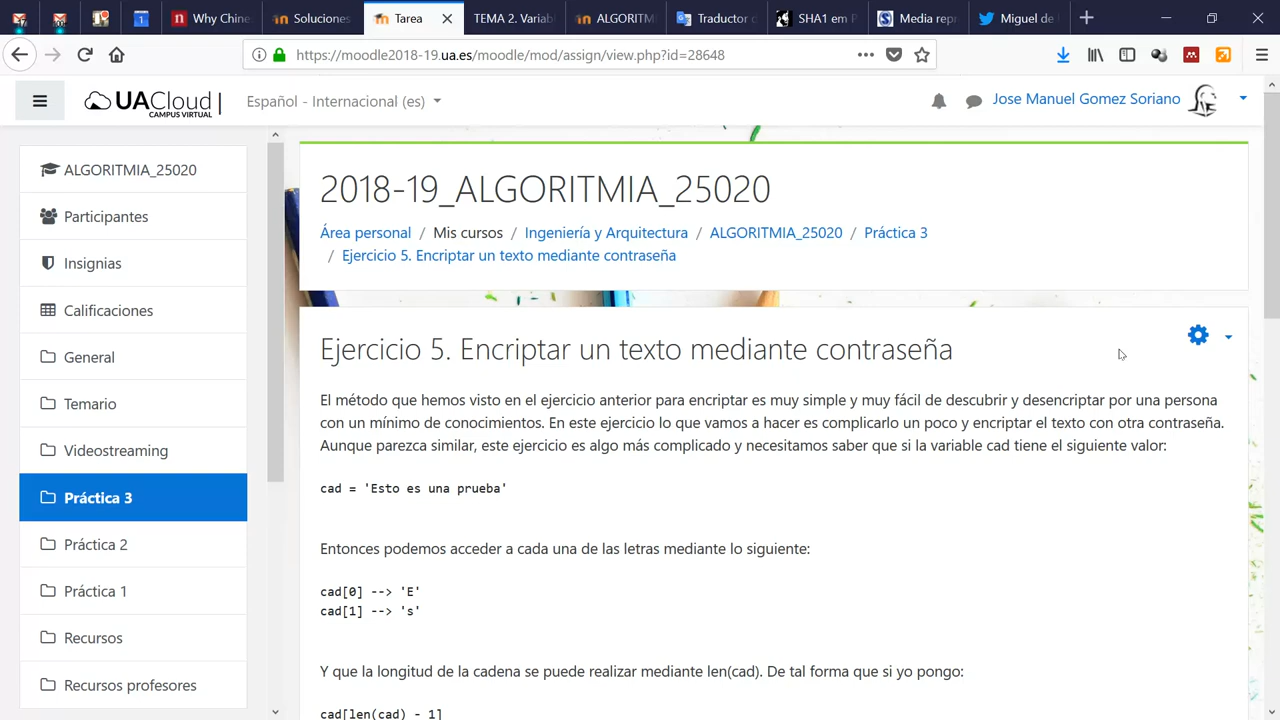 Why Chine
Soluciones
Tarea
TEMA 2. Variab
ALGORITM
Traductor d
SHA1 em P
Media repr
Miguel de
https://moodle2018-19.ua.es/moodle/mod/assign/view.php?id=28648
UACloud
CAMPUS VIRTUAL
Español - Internacional (es)
Jose Manuel Gomez Soriano
ALGORITMIA_25020
Participantes
Insignias
Calificaciones
General
Temario
Videostreaming
Práctica 3
Práctica 2
Práctica 1
Recursos
Recursos profesores
2018-19_ALGORITMIA_25020
Área personal / Mis cursos / Ingeniería y Arquitectura / ALGORITMIA_25020 / Práctica 3
/ Ejercicio 5. Encriptar un texto mediante contraseña
Ejercicio 5. Encriptar un texto mediante contraseña
El método que hemos visto en el ejercicio anterior para encriptar es muy simple y muy fácil de descubrir y desencriptar por una persona
con un mínimo de conocimientos. En este ejercicio lo que vamos a hacer es complicarlo un poco y encriptar el texto con otra contraseña.
Aunque parezca similar, este ejercicio es algo más complicado y necesitamos saber que si la variable cad tiene el siguiente valor:
cad = 'Esto es una prueba'
Entonces podemos acceder a cada una de las letras mediante lo siguiente:
cad[0] --> 'E'
cad[1] --> 's'
Y que la longitud de la cadena se puede realizar mediante len(cad). De tal forma que si yo pongo:
cad[len(cad) - 1]